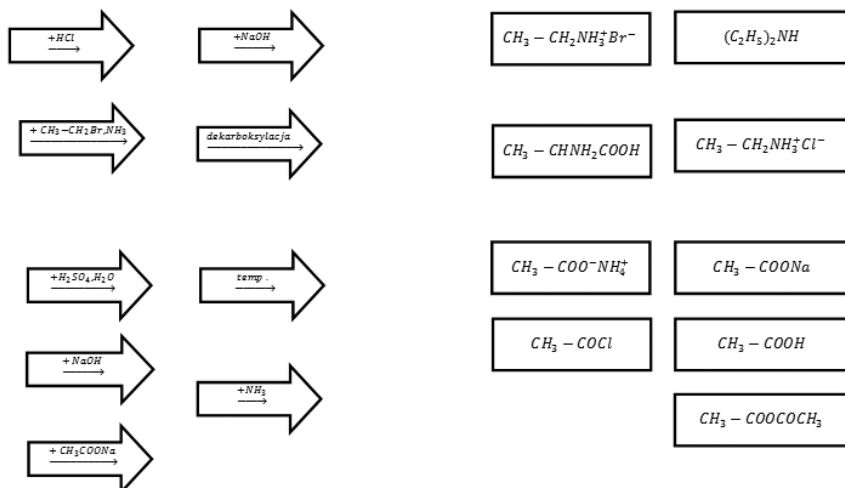 +HCl
+NaOH
CH₃ − CH₂NH₃⁺Br⁻
(C₂H₅)₂NH
+ CH₃−CH₂Br,NH₃
dekarboksylacja
CH₃ − CHNH₂COOH
CH₃ − CH₂NH₃⁺Cl⁻
+H₂SO₄,H₂O
temp.
CH₃ − COO⁻NH₄⁺
CH₃ − COONa
+ NaOH
CH₃ − COCl
CH₃ − COOH
+NH₃
CH₃ − COOCOCH₃
+ CH₃COONa